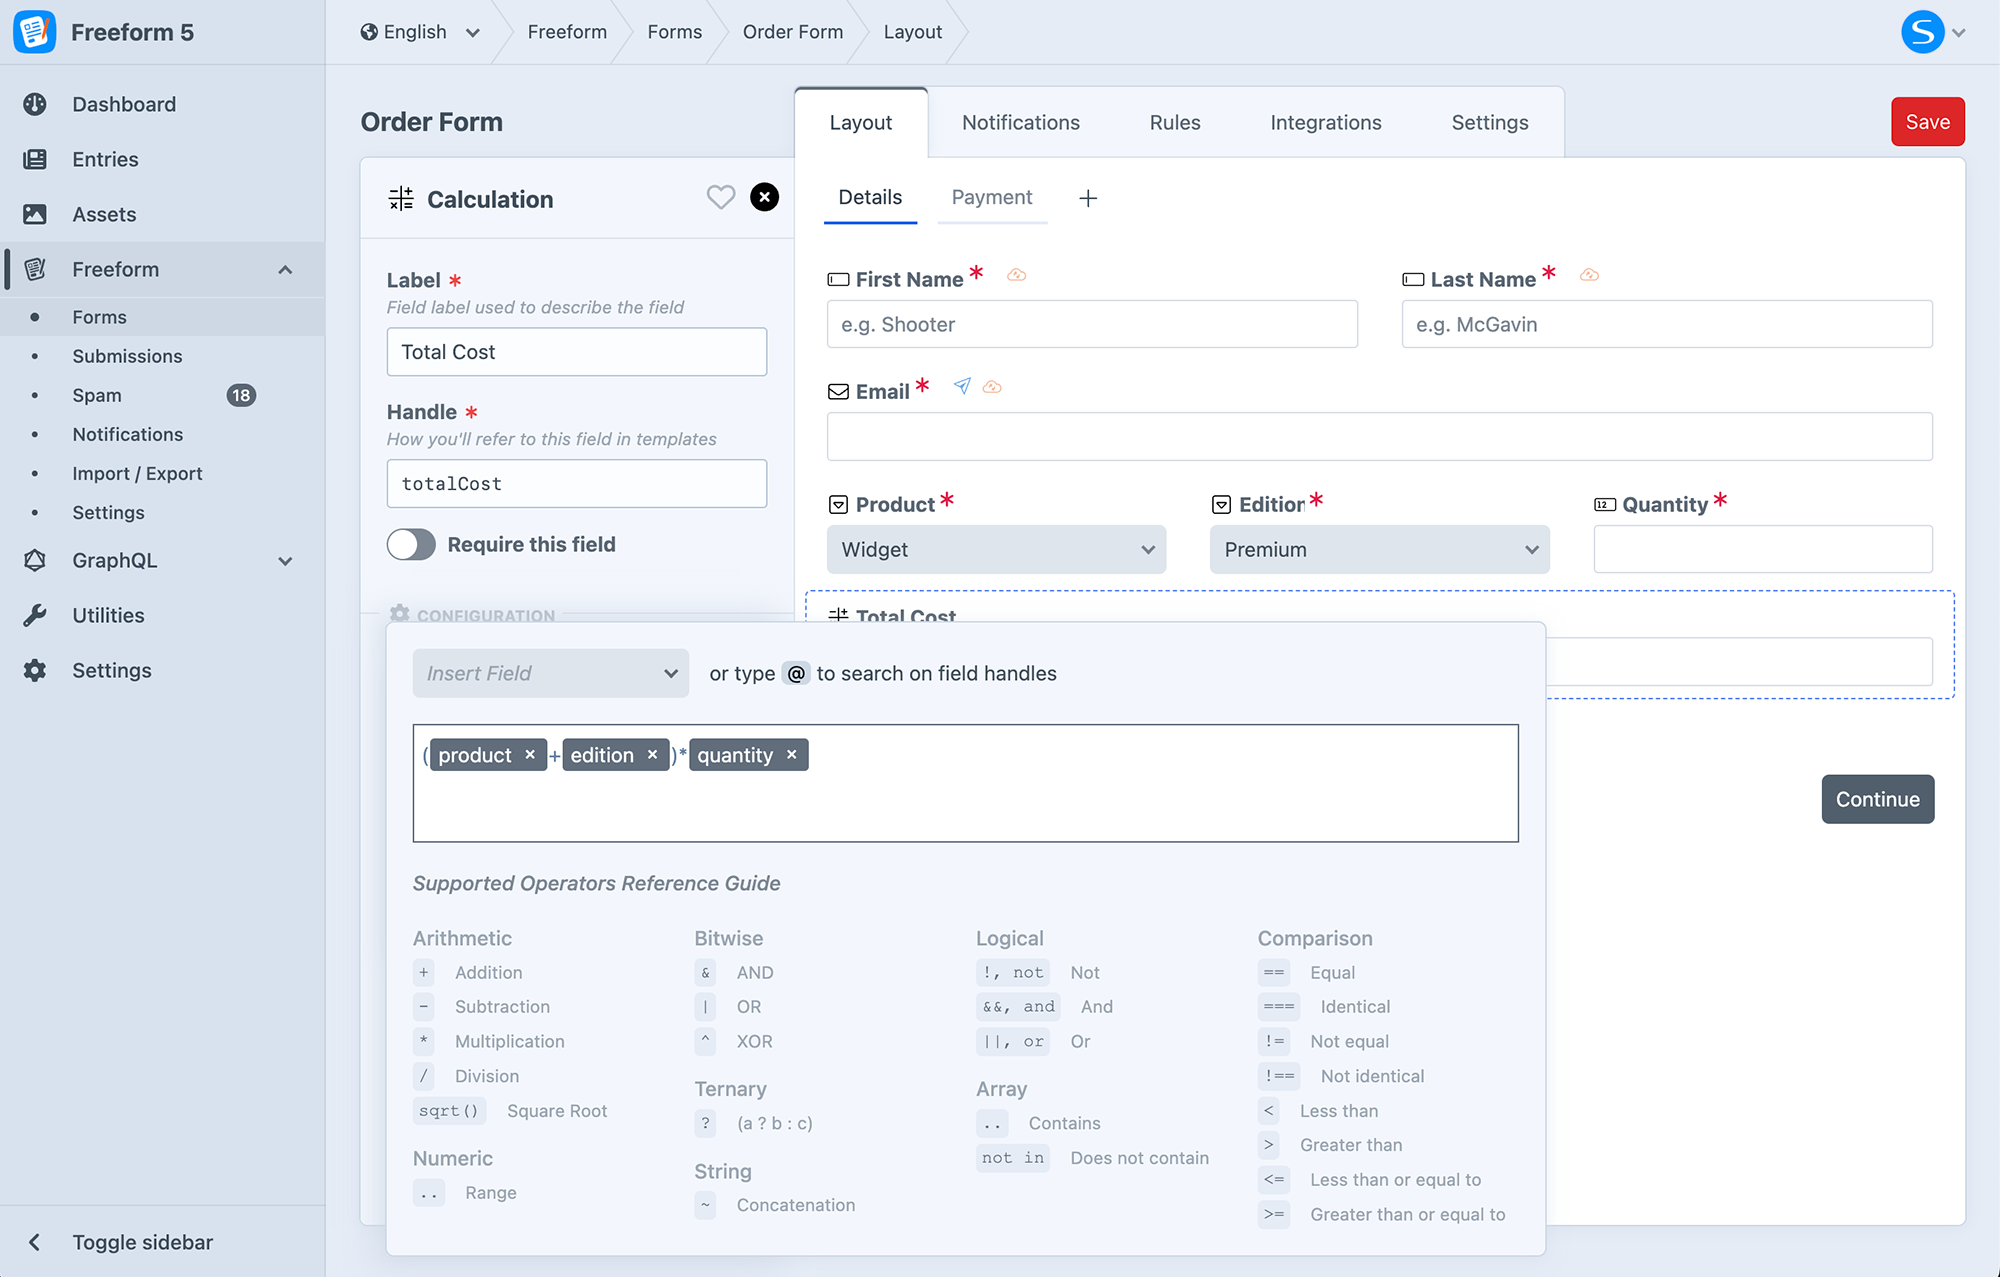 Freeform 5
English
Freeform
Forms
Order Form
Layout
S
Dashboard
Entries
Assets
Freeform
Forms
Submissions
Spam 18
Notifications
Import / Export
Settings
GraphQL
Utilities
Settings
Toggle sidebar
Order Form
Layout
Notifications
Rules
Integrations
Settings
Save
Calculation
Label *
Field label used to describe the field
Total Cost
Handle *
How you'll refer to this field in templates
totalCost
Require this field
CONFIGURATION
Details
Payment
+
First Name *
e.g. Shooter
Last Name *
e.g. McGavin
Email *
Product *
Widget
Edition *
Premium
12 Quantity *
Total Cost
Continue
Insert Field
or type @ to search on field handles
( product × + edition × ) * quantity ×
Supported Operators Reference Guide
Arithmetic
+ Addition
- Subtraction
* Multiplication
/ Division
sqrt() Square Root
Numeric
.. Range
Bitwise
& AND
| OR
^ XOR
Ternary
? (a ? b : c)
String
~ Concatenation
Logical
!, not Not
&&, and And
||, or Or
Array
.. Contains
not in Does not contain
Comparison
== Equal
=== Identical
!= Not equal
!== Not identical
< Less than
> Greater than
<= Less than or equal to
>= Greater than or equal to